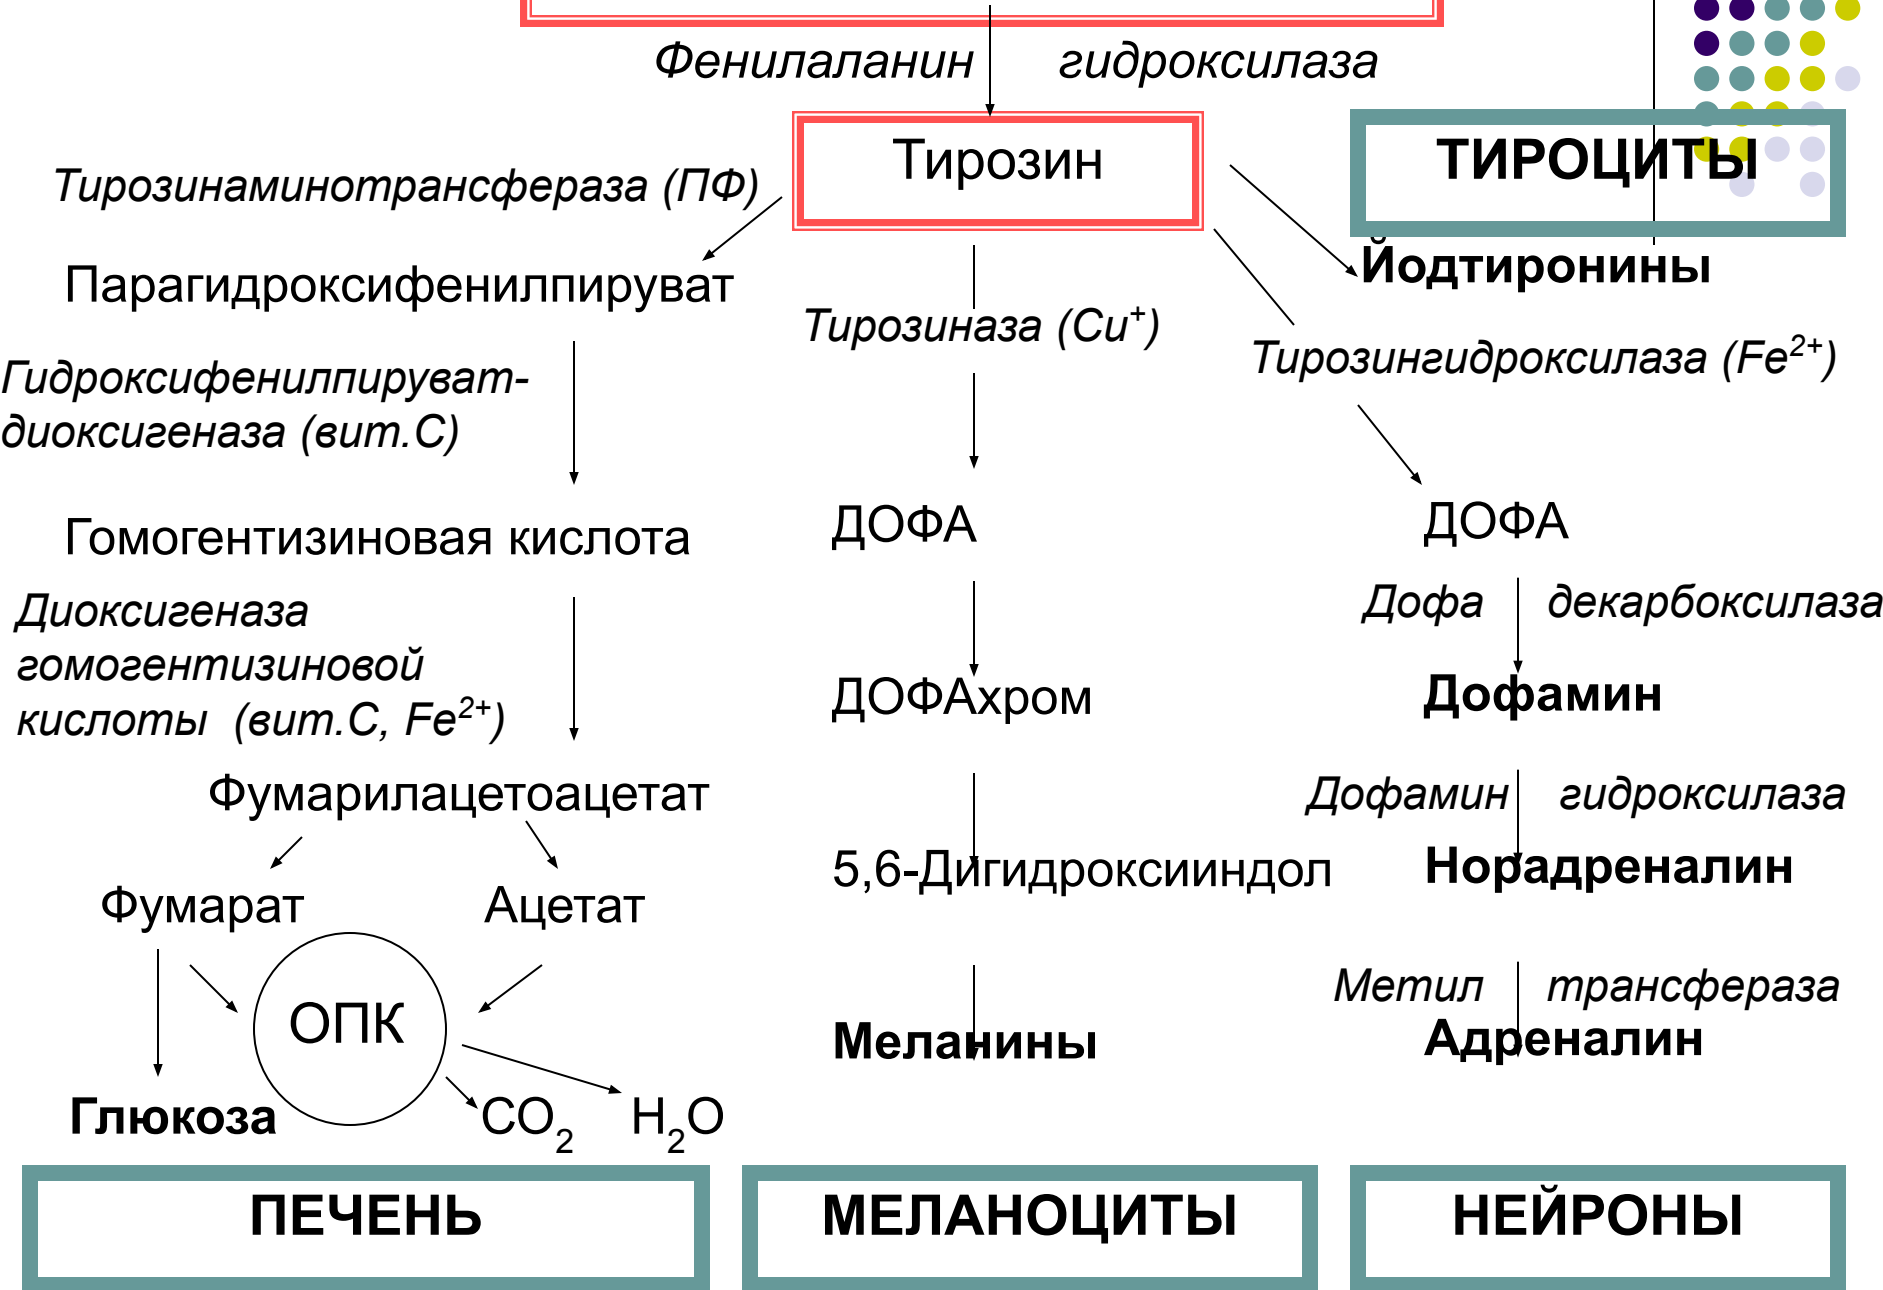 Фенилаланин гидроксилаза
Тирозин
ТИРОЦИТЫ
Тирозинаминотрансфераза (ПФ)
Йодтиронины
Парагидроксифенилпируват
Тирозиназа (Cu⁺)
Тирозингидроксилаза (Fe²⁺)
Гидроксифенилпируват-
диоксигеназа (вит.С)
Гомогентизиновая кислота
ДОФА
ДОФА
Диоксигеназа
гомогентизиновой
кислоты (вит.С, Fe²⁺)
Дофа декарбоксилаза
ДОФАхром
Дофамин
Фумарилацетоацетат
Дофамин гидроксилаза
5,6-Дигидроксииндол
Норадреналин
Фумарат
Ацетат
Метил трансфераза
ОПК
Меланины
Адреналин
Глюкоза
CO₂
H₂O
ПЕЧЕНЬ
МЕЛАНОЦИТЫ
НЕЙРОНЫ